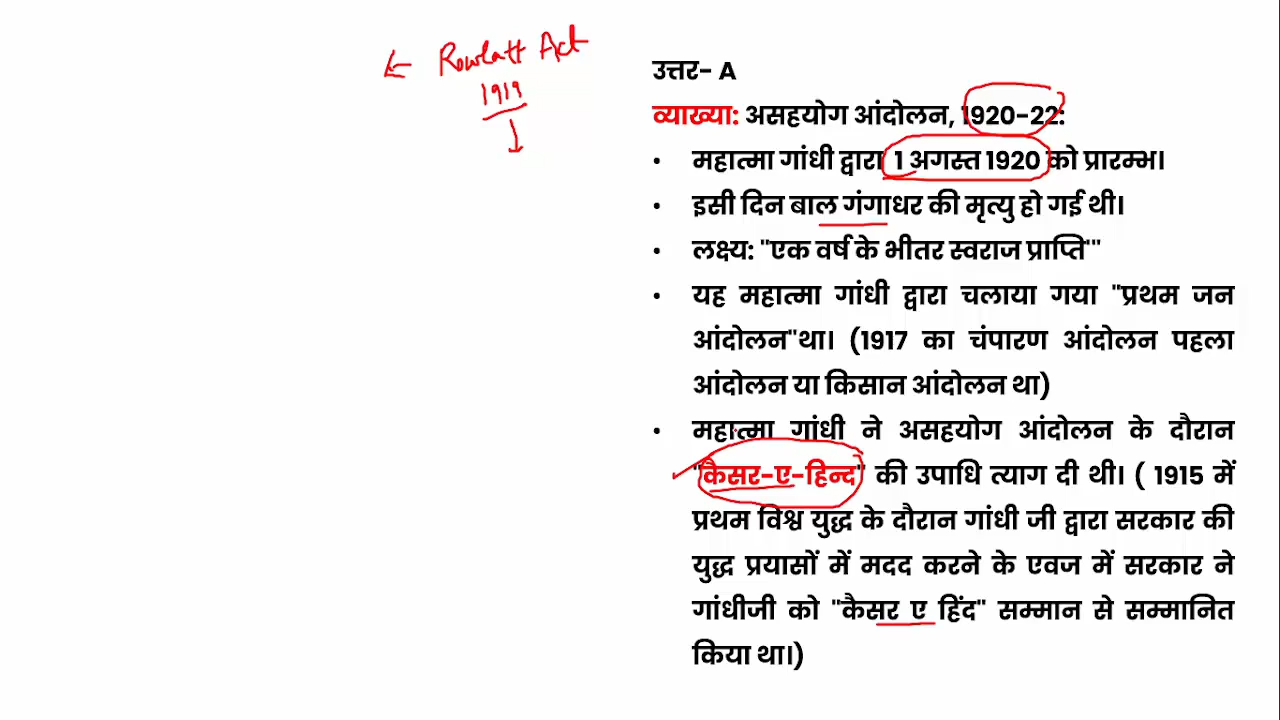 ← Rowlatt Act
1919
↓
उत्तर- A
व्याख्या: असहयोग आंदोलन, 1920-22:
• महात्मा गांधी द्वारा 1 अगस्त 1920 को प्रारम्भ।
• इसी दिन बाल गंगाधर की मृत्यु हो गई थी।
• लक्ष्य: "एक वर्ष के भीतर स्वराज प्राप्ति'"
• यह महात्मा गांधी द्वारा चलाया गया "प्रथम जन
आंदोलन"था। (1917 का चंपारण आंदोलन पहला
आंदोलन या किसान आंदोलन था)
• महात्मा गांधी ने असहयोग आंदोलन के दौरान
"कैसर-ए-हिन्द" की उपाधि त्याग दी थी। ( 1915 में
प्रथम विश्व युद्ध के दौरान गांधी जी द्वारा सरकार की
युद्ध प्रयासों में मदद करने के एवज में सरकार ने
गांधीजी को "कैसर ए हिंद" सम्मान से सम्मानित
किया था।)